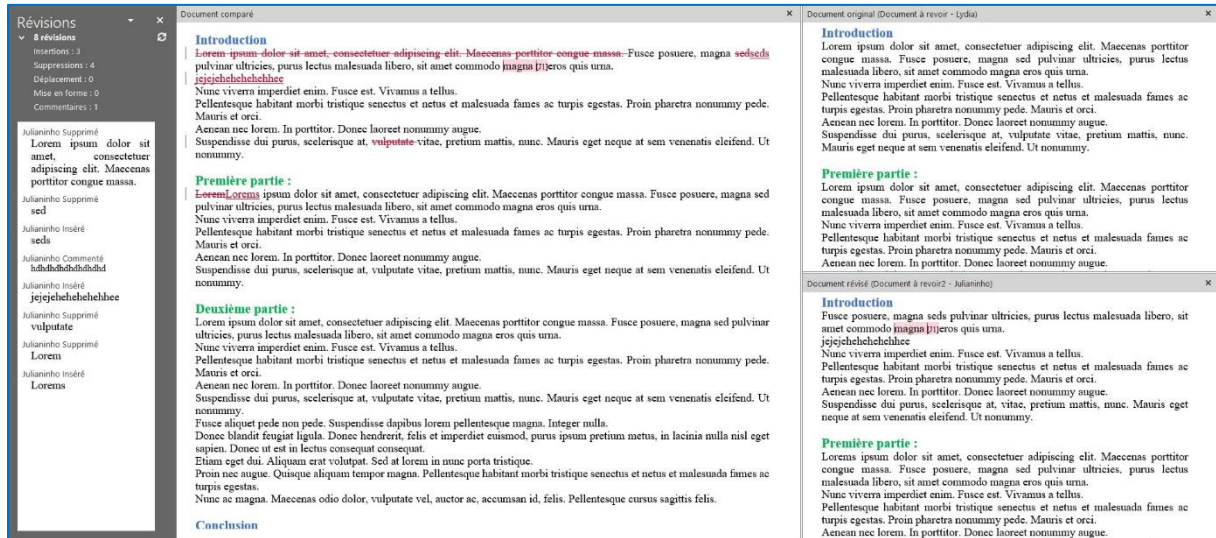 Révisions
8 révisions
Insertions : 3
Suppressions : 4
Déplacement : 0
Mise en forme : 0
Commentaires : 1
Julianinho Supprimé
Lorem ipsum dolor sit
amet, consectetuer
adipiscing elit. Maecenas
porttitor congue massa.
Julianinho Supprimé
sed
Julianinho Inséré
seds
Julianinho Commenté
hdhdhdhdhdhdhd
Julianinho Inséré
jejejehehehehehhee
Julianinho Supprimé
vulputate
Julianinho Supprimé
Lorem
Julianinho Inséré
Lorems
Document comparé
Introduction
Lorem ipsum dolor sit amet, consectetuer adipiscing elit. Maecenas porttitor congue massa. Fusce posuere, magna sedseds
pulvinar ultricies, purus lectus malesuada libero, sit amet commodo magna [J1]eros quis urna.
jejejehehehehehhee
Nunc viverra imperdiet enim. Fusce est. Vivamus a tellus.
Pellentesque habitant morbi tristique senectus et netus et malesuada fames ac turpis egestas. Proin pharetra nonummy pede.
Mauris et orci.
Aenean nec lorem. In porttitor. Donec laoreet nonummy augue.
Suspendisse dui purus, scelerisque at, vulputate vitae, pretium mattis, nunc. Mauris eget neque at sem venenatis eleifend. Ut
nonummy.
Première partie :
LoremLorems ipsum dolor sit amet, consectetuer adipiscing elit. Maecenas porttitor congue massa. Fusce posuere, magna sed
pulvinar ultricies, purus lectus malesuada libero, sit amet commodo magna eros quis urna.
Nunc viverra imperdiet enim. Fusce est. Vivamus a tellus.
Pellentesque habitant morbi tristique senectus et netus et malesuada fames ac turpis egestas. Proin pharetra nonummy pede.
Mauris et orci.
Aenean nec lorem. In porttitor. Donec laoreet nonummy augue.
Suspendisse dui purus, scelerisque at, vulputate vitae, pretium mattis, nunc. Mauris eget neque at sem venenatis eleifend. Ut
nonummy.
Deuxième partie :
Lorem ipsum dolor sit amet, consectetuer adipiscing elit. Maecenas porttitor congue massa. Fusce posuere, magna sed pulvinar
ultricies, purus lectus malesuada libero, sit amet commodo magna eros quis urna.
Nunc viverra imperdiet enim. Fusce est. Vivamus a tellus.
Pellentesque habitant morbi tristique senectus et netus et malesuada fames ac turpis egestas. Proin pharetra nonummy pede.
Mauris et orci.
Aenean nec lorem. In porttitor. Donec laoreet nonummy augue.
Suspendisse dui purus, scelerisque at, vulputate vitae, pretium mattis, nunc. Mauris eget neque at sem venenatis eleifend. Ut
nonummy.
Fusce aliquet pede non pede. Suspendisse dapibus lorem pellentesque magna. Integer nulla.
Donec blandit feugiat ligula. Donec hendrerit, felis et imperdiet euismod, purus ipsum pretium metus, in lacinia nulla nisl eget
sapien. Donec ut est in lectus consequat consequat.
Etiam eget dui. Aliquam erat volutpat. Sed at lorem in nunc porta tristique.
Proin nec augue. Quisque aliquam tempor magna. Pellentesque habitant morbi tristique senectus et netus et malesuada fames ac
turpis egestas.
Nunc ac magna. Maecenas odio dolor, vulputate vel, auctor ac, accumsan id, felis. Pellentesque cursus sagittis felis.
Conclusion
Document original (Document à revoir - Lydia)
Introduction
Lorem ipsum dolor sit amet, consectetuer adipiscing elit. Maecenas porttitor
congue massa. Fusce posuere, magna sed pulvinar ultricies, purus lectus
malesuada libero, sit amet commodo magna eros quis urna.
Nunc viverra imperdiet enim. Fusce est. Vivamus a tellus.
Pellentesque habitant morbi tristique senectus et netus et malesuada fames ac
turpis egestas. Proin pharetra nonummy pede. Mauris et orci.
Aenean nec lorem. In porttitor. Donec laoreet nonummy augue.
Suspendisse dui purus, scelerisque at, vulputate vitae, pretium mattis, nunc.
Mauris eget neque at sem venenatis eleifend. Ut nonummy.
Première partie :
Lorem ipsum dolor sit amet, consectetuer adipiscing elit. Maecenas porttitor
congue massa. Fusce posuere, magna sed pulvinar ultricies, purus lectus
malesuada libero, sit amet commodo magna eros quis urna.
Nunc viverra imperdiet enim. Fusce est. Vivamus a tellus.
Pellentesque habitant morbi tristique senectus et netus et malesuada fames ac
turpis egestas. Proin pharetra nonummy pede. Mauris et orci.
Aenean nec lorem. In porttitor. Donec laoreet nonummy augue.
Document révisé (Document à revoir2 - Julianinho)
Introduction
Fusce posuere, magna seds pulvinar ultricies, purus lectus malesuada libero, sit
amet commodo magna [J1]eros quis urna.
jejejehehehehehhee
Nunc viverra imperdiet enim. Fusce est. Vivamus a tellus.
Pellentesque habitant morbi tristique senectus et netus et malesuada fames ac
turpis egestas. Proin pharetra nonummy pede. Mauris et orci.
Aenean nec lorem. In porttitor. Donec laoreet nonummy augue.
Suspendisse dui purus, scelerisque at, vitae, pretium mattis, nunc. Mauris eget
neque at sem venenatis eleifend. Ut nonummy.
Première partie :
Lorems ipsum dolor sit amet, consectetuer adipiscing elit. Maecenas porttitor
congue massa. Fusce posuere, magna sed pulvinar ultricies, purus lectus
malesuada libero, sit amet commodo magna eros quis urna.
Nunc viverra imperdiet enim. Fusce est. Vivamus a tellus.
Pellentesque habitant morbi tristique senectus et netus et malesuada fames ac
turpis egestas. Proin pharetra nonummy pede. Mauris et orci.
Aenean nec lorem. In porttitor. Donec laoreet nonummy augue.